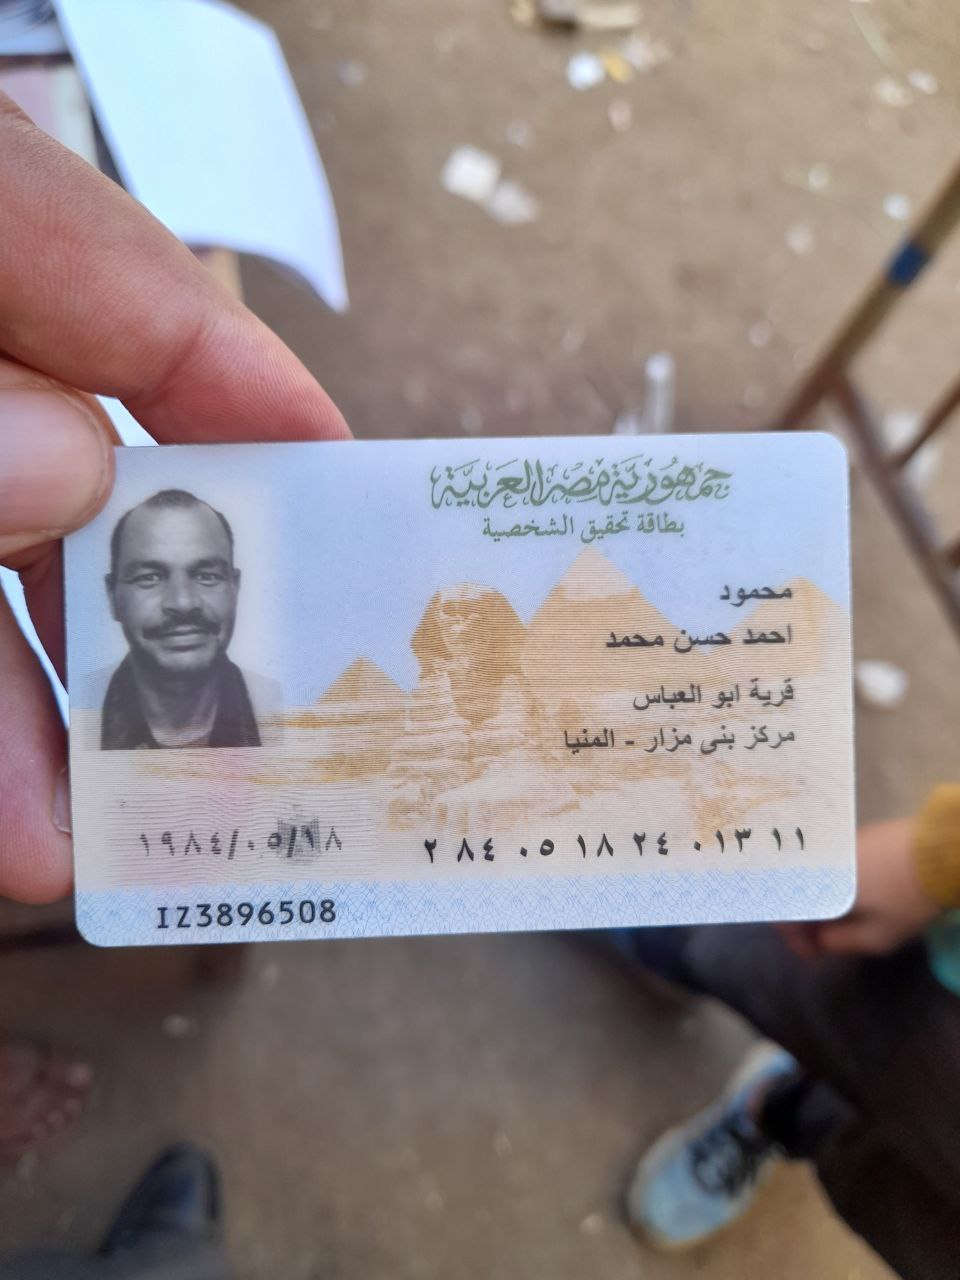 جمهورية مصر العربية
بطاقة تحقيق الشخصية
محمود
احمد حسن محمد
قرية ابو العباس
مركز بنى مزار - المنيا
٢ ٨٤ ٠٥ ١٨ ٢٤ ٠١٣ ١١
١٩٨٤/٠٥/١٨
IZ3896508